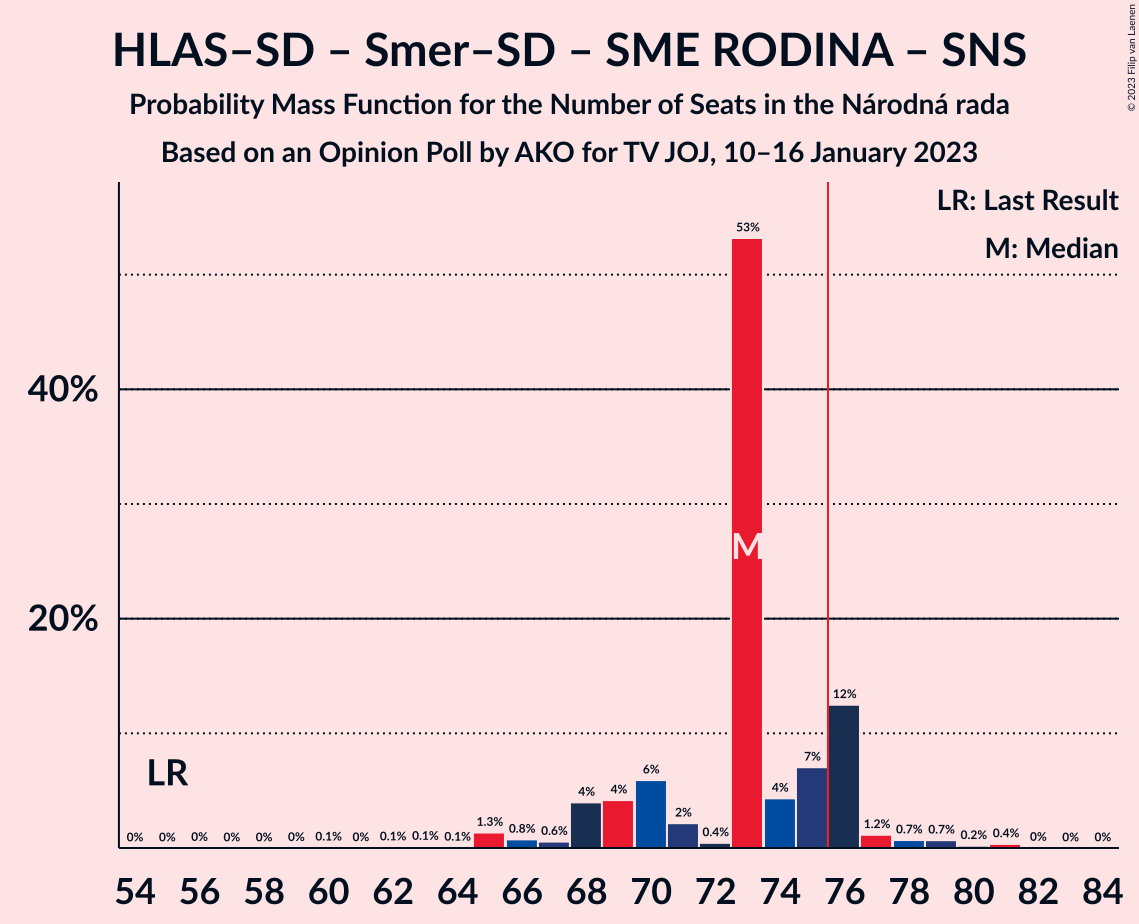 HLAS–SD – Smer–SD – SME RODINA – SNS
Probability Mass Function for the Number of Seats in the Národná rada
Based on an Opinion Poll by AKO for TV JOJ, 10–16 January 2023
© 2023 Filip van Laenen
LR: Last Result
M: Median
53%
40%
M
20%
12%
LR
7%
6%
4% 4% 4%
2%
1.3% 0.8% 0.6% 0.4% 1.2% 0.7% 0.7% 0.2% 0.4%
0% 0% 0% 0% 0% 0% 0.1% 0% 0.1% 0.1% 0.1% 0% 0% 0%
54 56 58 60 62 64 66 68 70 72 74 76 78 80 82 84